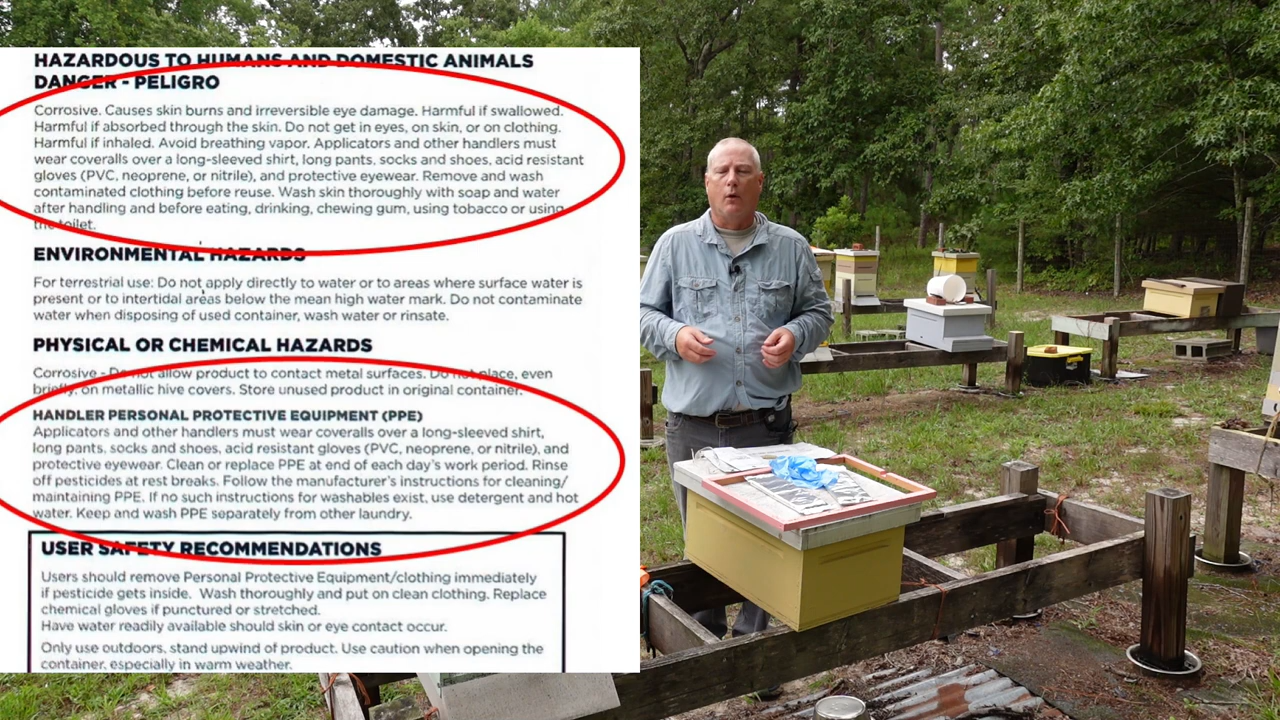 HAZARDOUS TO HUMANS AND DOMESTIC ANIMALS
DANGER - PELIGRO
Corrosive. Causes skin burns and irreversible eye damage. Harmful if swallowed.
Harmful if absorbed through the skin. Do not get in eyes, on skin, or on clothing.
Harmful if inhaled. Avoid breathing vapor. Applicators and other handlers must
wear coveralls over a long-sleeved shirt, long pants, socks and shoes, acid resistant
gloves (PVC, neoprene, or nitrile), and protective eyewear. Remove and wash
contaminated clothing before reuse. Wash skin thoroughly with soap and water
after handling and before eating, drinking, chewing gum, using tobacco or using
the toilet.
ENVIRONMENTAL HAZARDS
For terrestrial use: Do not apply directly to water or to areas where surface water is
present or to intertidal areas below the mean high water mark. Do not contaminate
water when disposing of used container, wash water or rinsate.
PHYSICAL OR CHEMICAL HAZARDS
Corrosive - Do not allow product to contact metal surfaces. Do not place, even
briefly, on metallic hive covers. Store unused product in original container.
HANDLER PERSONAL PROTECTIVE EQUIPMENT (PPE)
Applicators and other handlers must wear coveralls over a long-sleeved shirt,
long pants, socks and shoes, acid resistant gloves (PVC, neoprene, or nitrile), and
protective eyewear. Clean or replace PPE at end of each day's work period. Rinse
off pesticides at rest breaks. Follow the manufacturer's instructions for cleaning/
maintaining PPE. If no such instructions for washables exist, use detergent and hot
water. Keep and wash PPE separately from other laundry.
USER SAFETY RECOMMENDATIONS
Users should remove Personal Protective Equipment/clothing immediately
if pesticide gets inside. Wash thoroughly and put on clean clothing. Replace
chemical gloves if punctured or stretched.
Have water readily available should skin or eye contact occur.
Only use outdoors, stand upwind of product. Use caution when opening the
container, especially in warm weather.